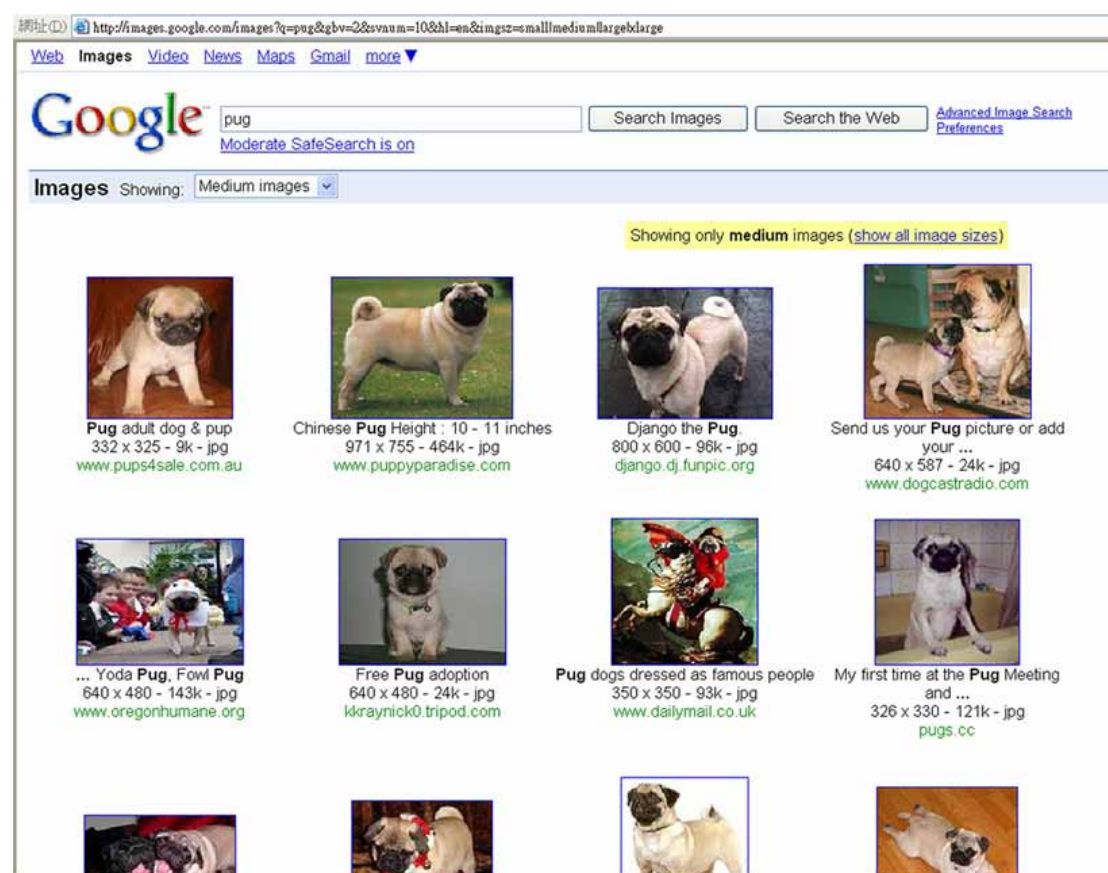 網址(D) http://images.google.com/images?q=pug&gbv=2&svnum=10&hl=en&imgsz=small|medium|large|xlarge
Web Images Video News Maps Gmail more ▼
Google™ pug Search Images Search the Web Advanced Image Search
Preferences
Moderate SafeSearch is on
Images Showing: Medium images
Showing only medium images (show all image sizes)
Pug adult dog & pup
332 x 325 - 9k - jpg
www.pups4sale.com.au
Chinese Pug Height : 10 - 11 inches
971 x 755 - 464k - jpg
www.puppyparadise.com
Django the Pug.
800 x 600 - 96k - jpg
django.dj.funpic.org
Send us your Pug picture or add
your ...
640 x 587 - 24k - jpg
www.dogcastradio.com
... Yoda Pug, Fowl Pug
640 x 480 - 143k - jpg
www.oregonhumane.org
Free Pug adoption
640 x 480 - 24k - jpg
kkraynick0.tripod.com
Pug dogs dressed as famous people
350 x 350 - 93k - jpg
www.dailymail.co.uk
My first time at the Pug Meeting
and ...
326 x 330 - 121k - jpg
pugs.cc